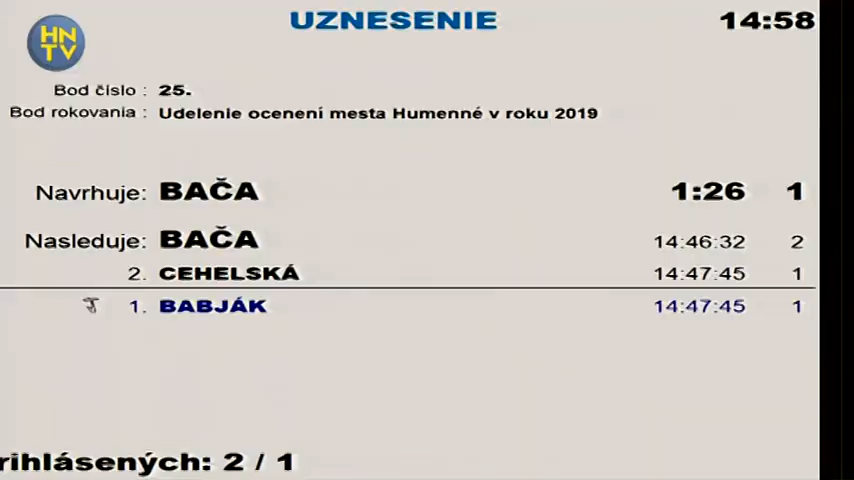 UZNESENIE 14:58
HN
TV
Bod číslo : 25.
Bod rokovania : Udelenie ocenení mesta Humenné v roku 2019
Navrhuje: BAČA 1:26 1
Nasleduje: BAČA 14:46:32 2
2. CEHELSKÁ 14:47:45 1
1. BABJÁK 14:47:45 1
rihlásených: 2 / 1